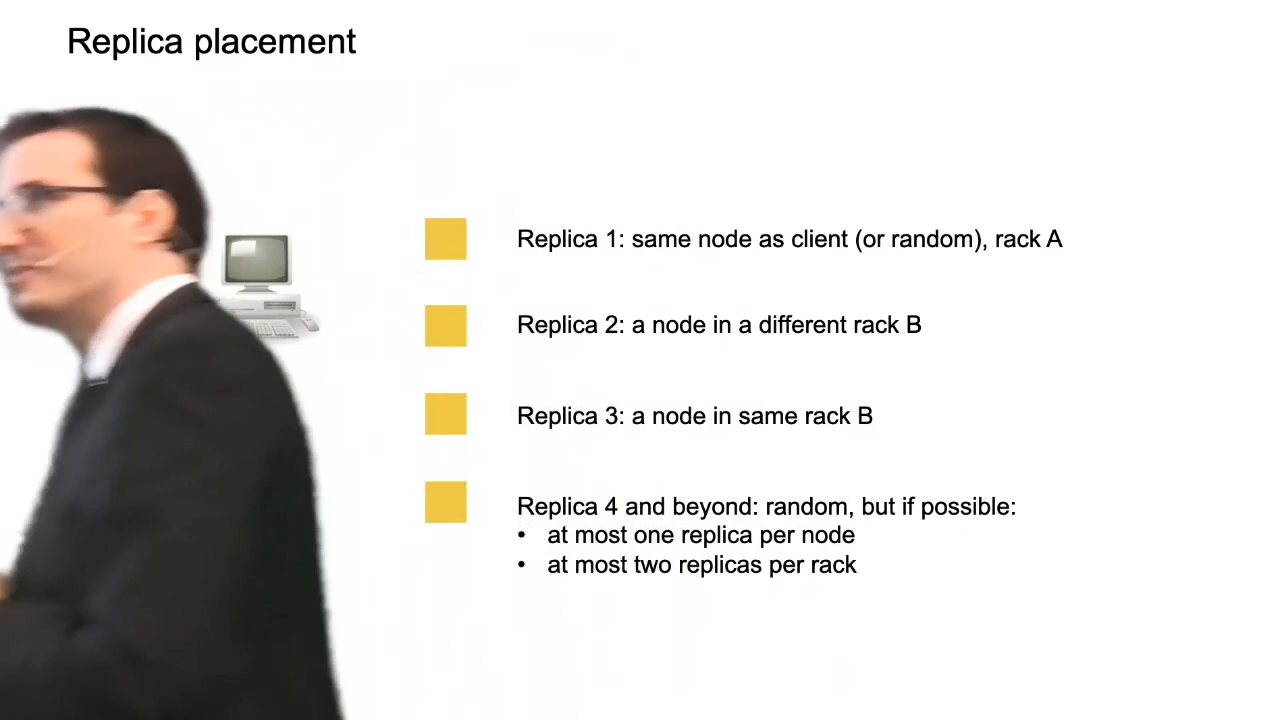 Replica placement
Replica 1: same node as client (or random), rack A
Replica 2: a node in a different rack B
Replica 3: a node in same rack B
Replica 4 and beyond: random, but if possible:
• at most one replica per node
• at most two replicas per rack